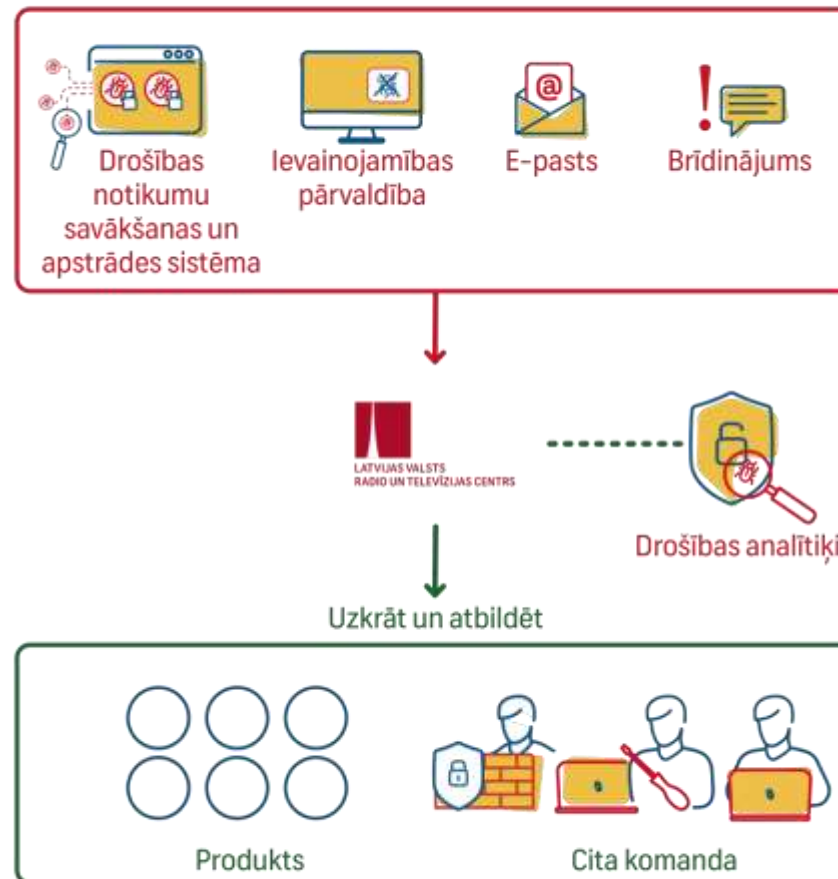 Drošības
notikumu
savākšanas un
apstrādes sistēma
Ievainojamības
pārvaldība
@
E-pasts
!
Brīdinājums
LATVIJAS VALSTS
RADIO UN TELEVĪZIJAS CENTRS
Drošības analītiķi
Uzkrāt un atbildēt
Produkts
Cita komanda